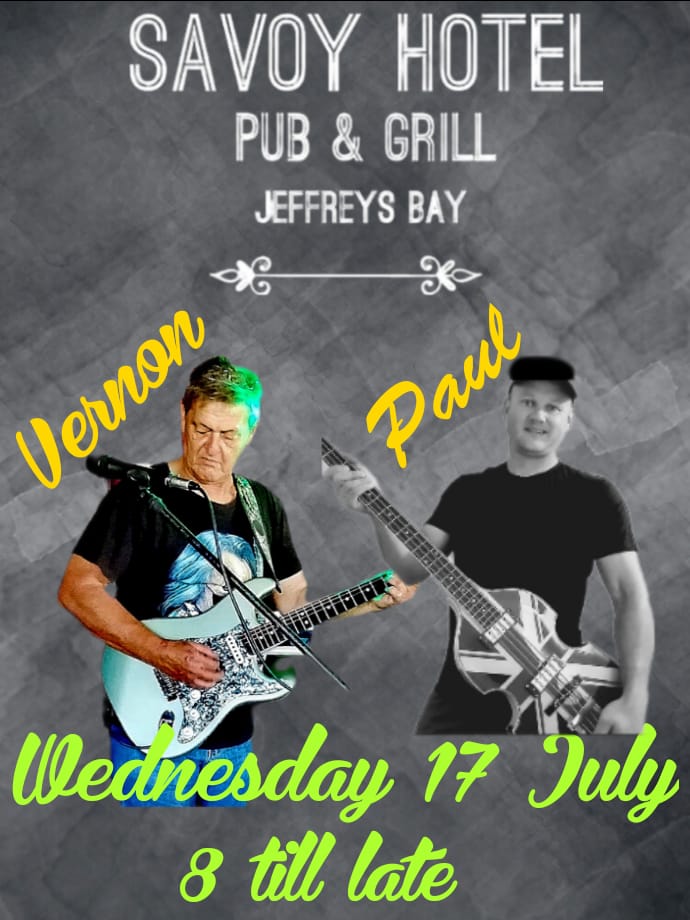 SAVOY HOTEL
PUB & GRILL
JEFFREYS BAY
Vernon
Paul
Wednesday 17 July
8 till late